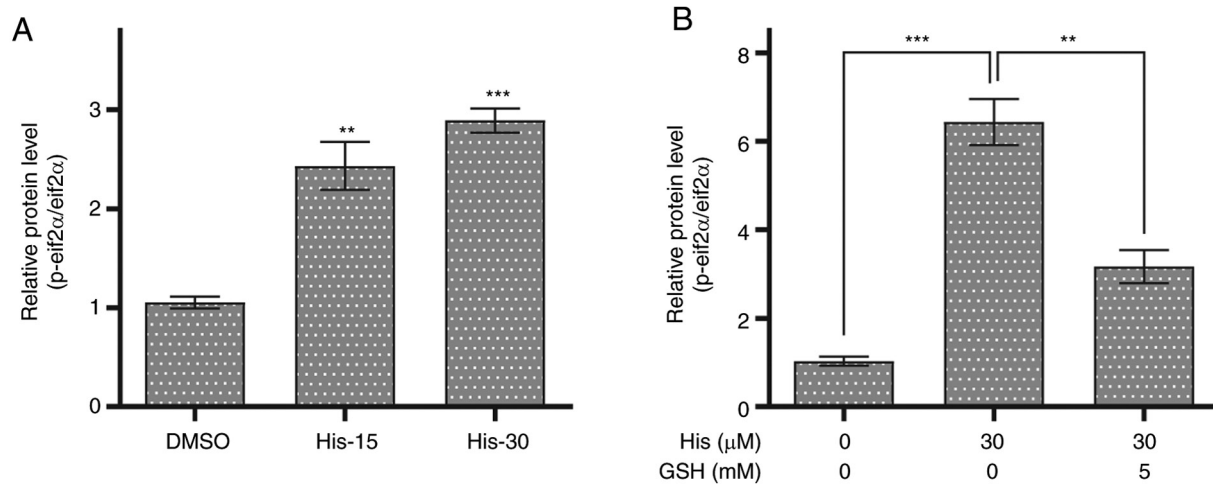 A
Relative protein level
(p-eif2α/eif2α)
3
2
1
0
**
***
DMSO His-15 His-30
B
Relative protein level
(p-eif2α/eif2α)
8
6
4
2
0
*** **
His (μM) 0 30 30
GSH (mM) 0 0 5